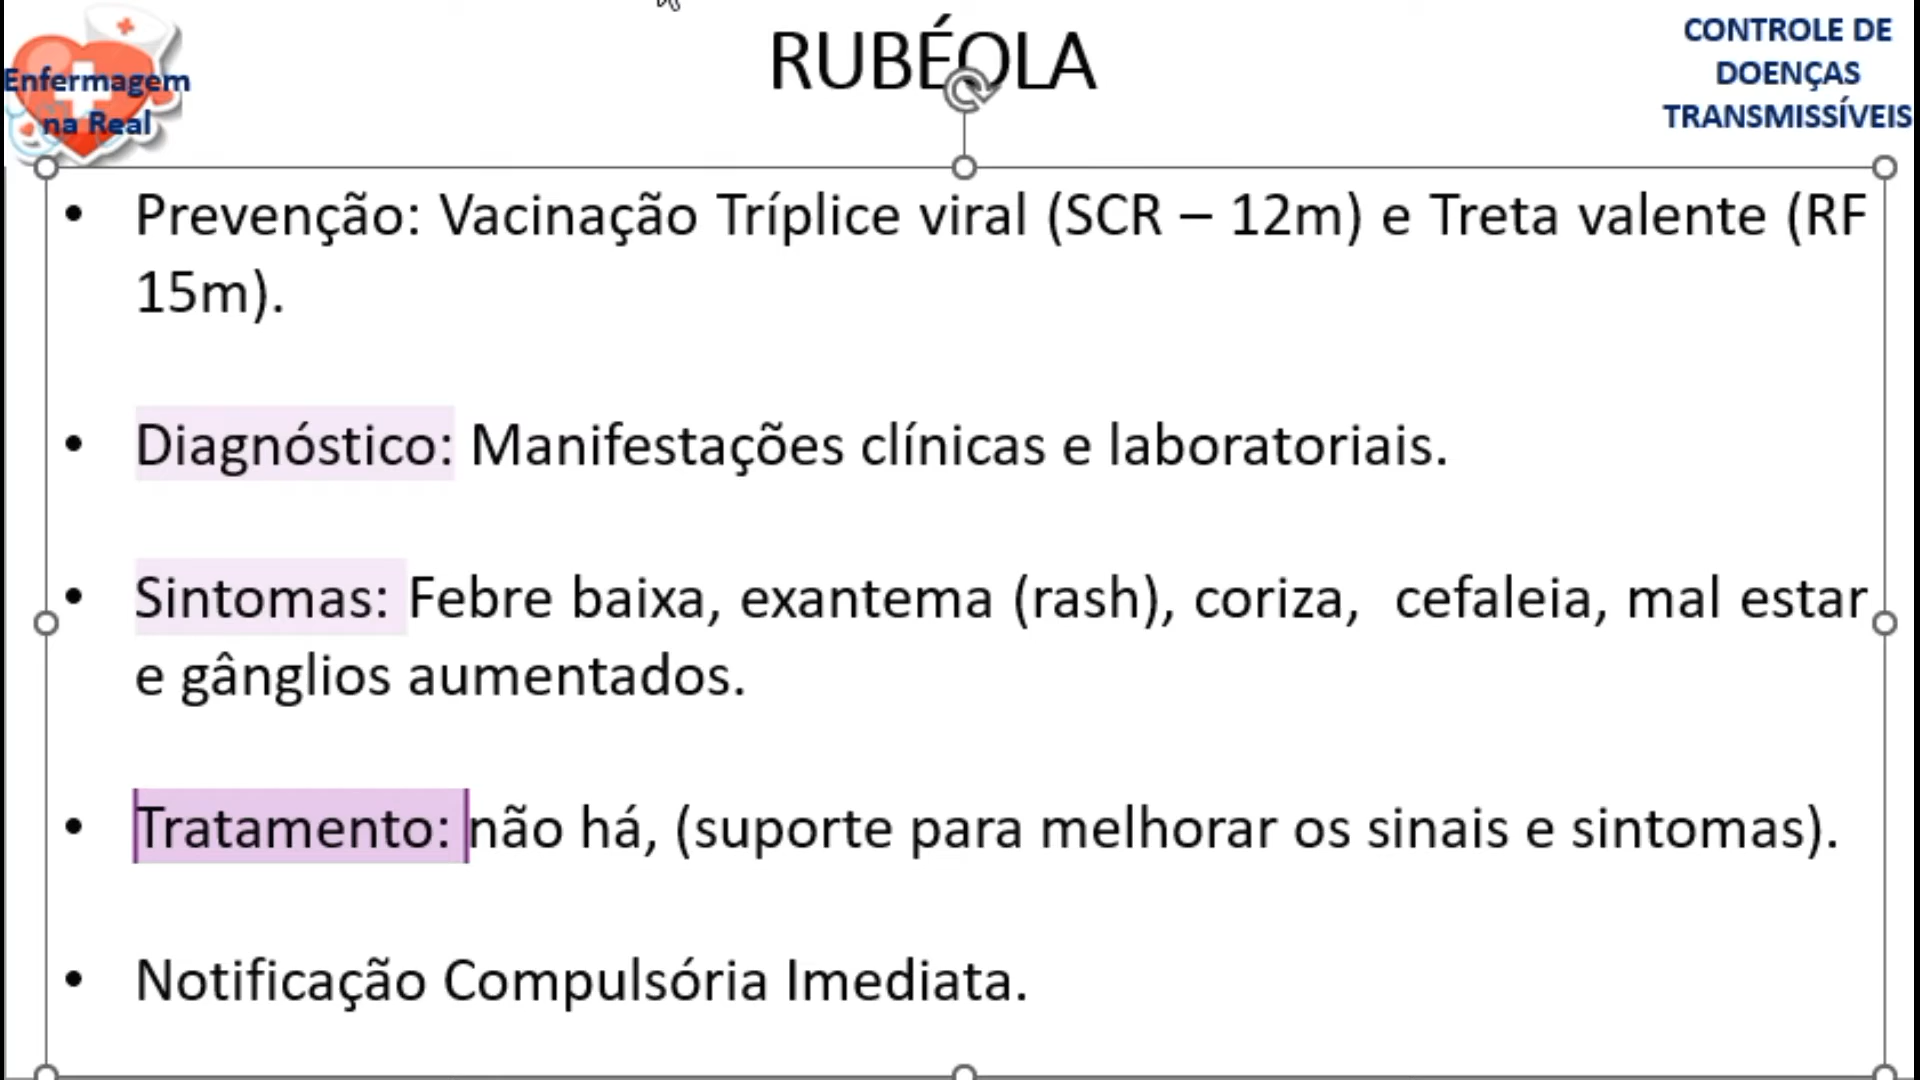 Enfermagem
na Real
RUBÉOLA
CONTROLE DE
DOENÇAS
TRANSMISSÍVEIS
• Prevenção: Vacinação Tríplice viral (SCR – 12m) e Treta valente (RF
15m).
• Diagnóstico: Manifestações clínicas e laboratoriais.
• Sintomas: Febre baixa, exantema (rash), coriza, cefaleia, mal estar
e gânglios aumentados.
• Tratamento: não há, (suporte para melhorar os sinais e sintomas).
• Notificação Compulsória Imediata.